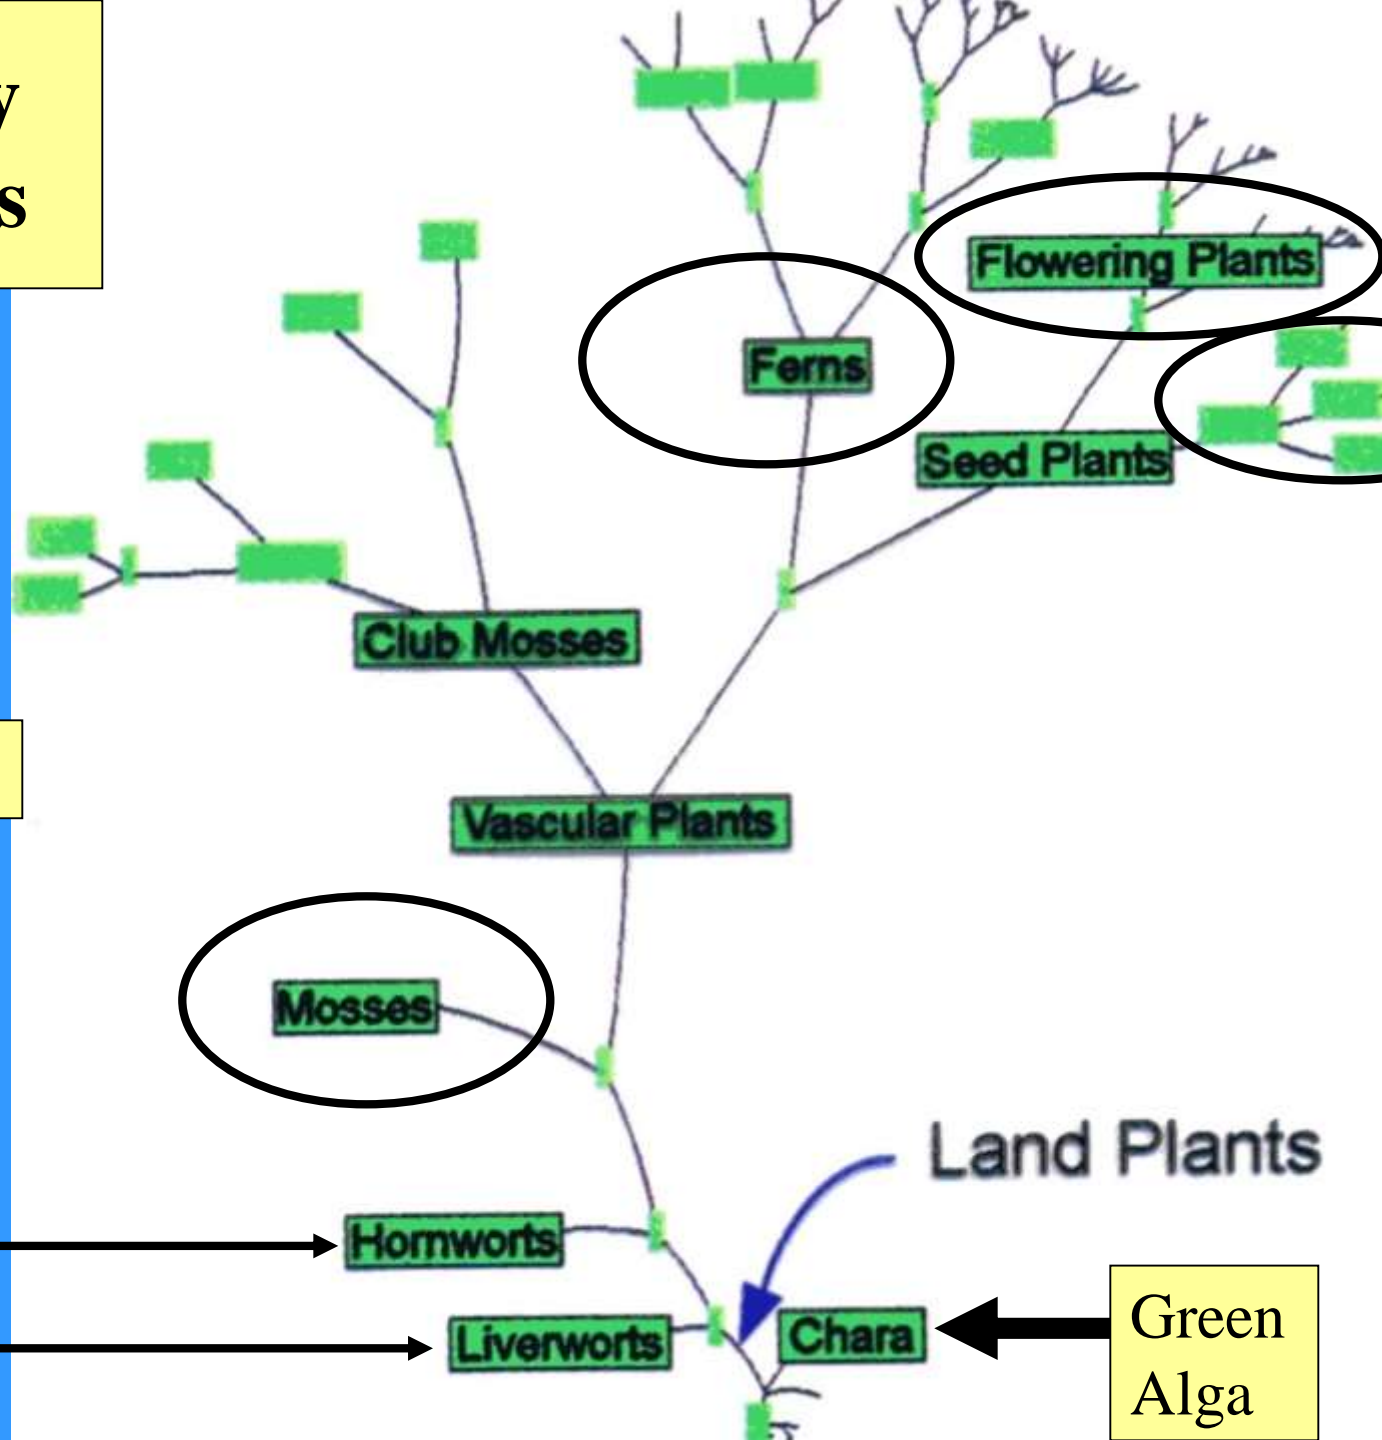 y
s
Flowering Plants
Ferns
Seed Plants
Club Mosses
Vascular Plants
Mosses
Land Plants
Hornworts
Liverworts
Chara
Green
Alga